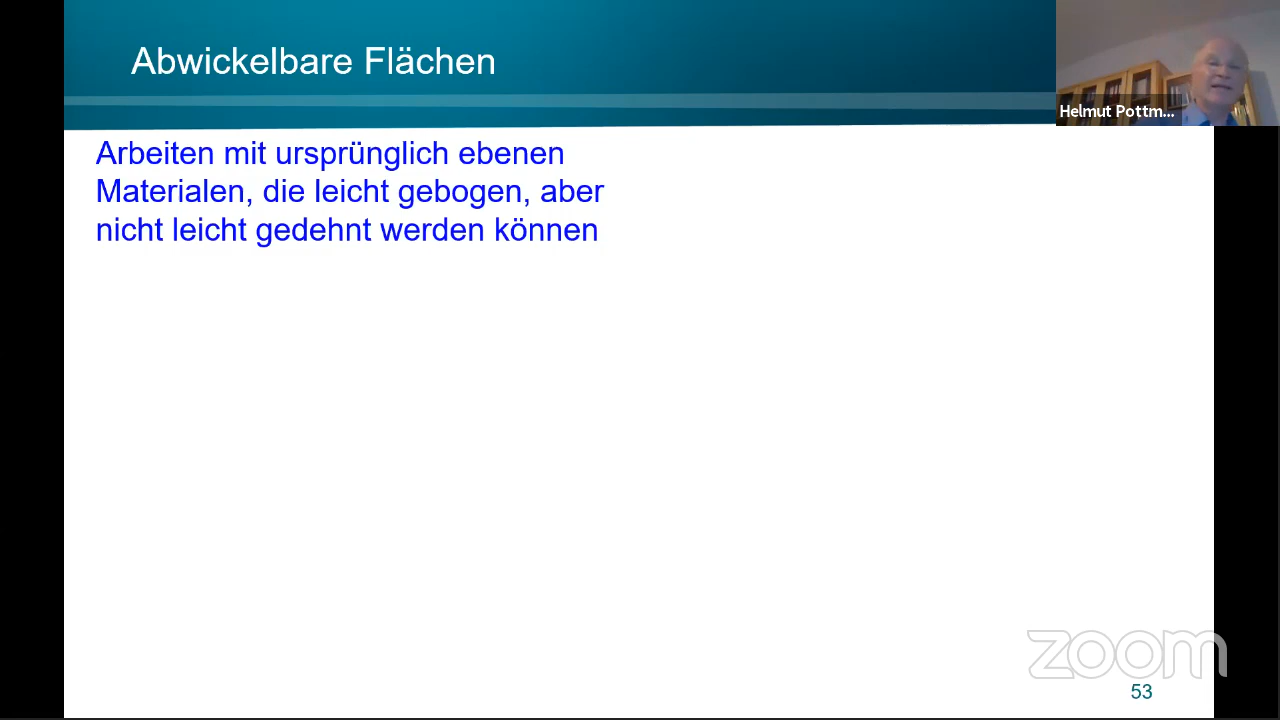 Abwickelbare Flächen
Helmut Pottm...
Arbeiten mit ursprünglich ebenen
Materialen, die leicht gebogen, aber
nicht leicht gedehnt werden können
zoom
53